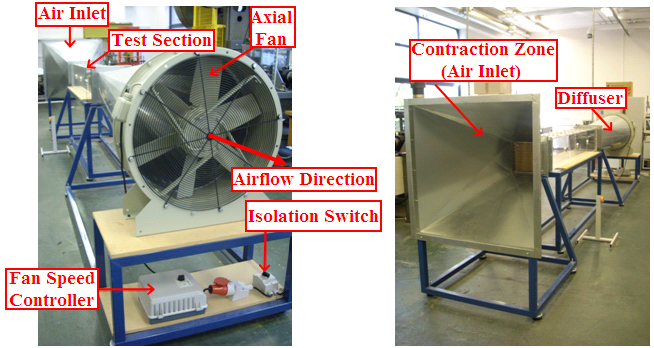 Air Inlet
Test Section
Axial
Fan
Airflow Direction
Isolation Switch
Fan Speed
Controller
Contraction Zone
(Air Inlet)
Diffuser